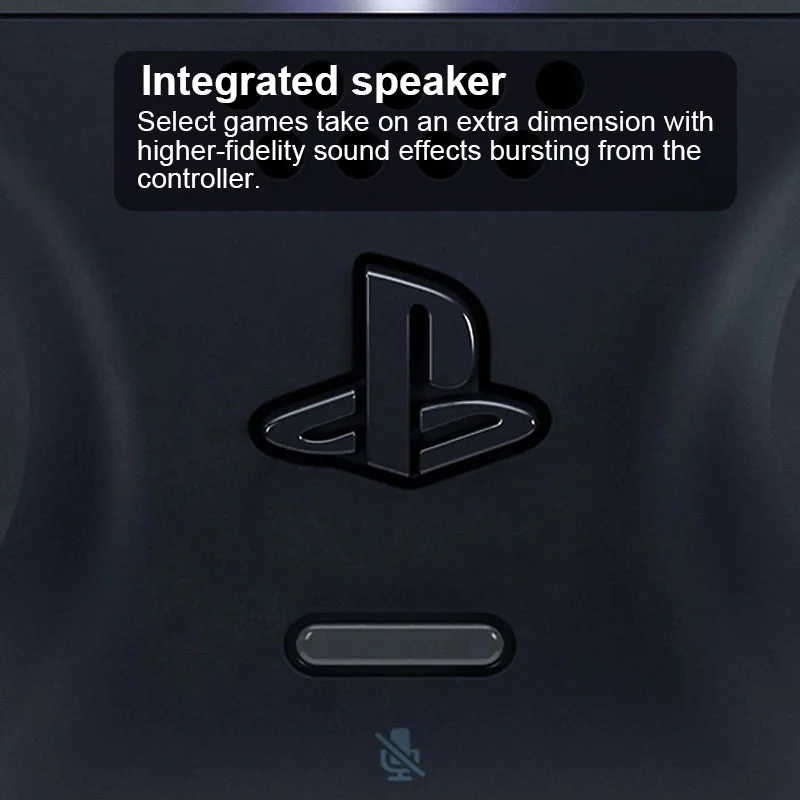 Integrated speaker
Select games take on an extra dimension with
higher-fidelity sound effects bursting from the
controller.